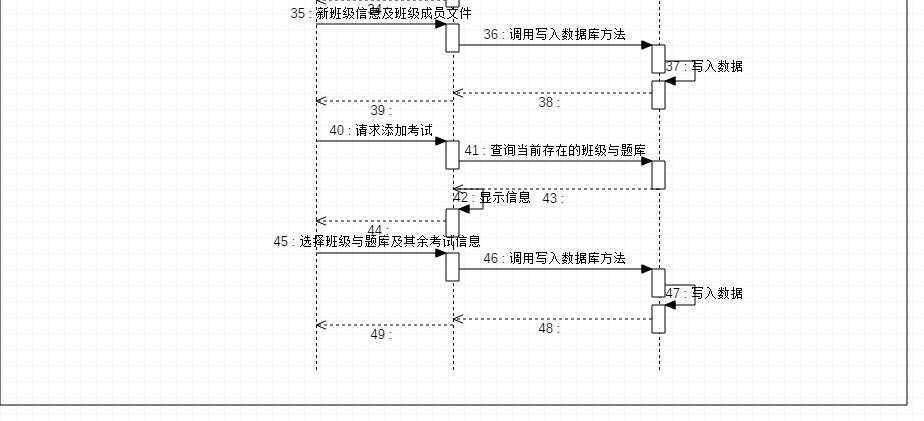 34 :
35 : 新班级信息及班级成员文件
36 : 调用写入数据库方法
37 : 写入数据
38 :
39 :
40 : 请求添加考试
41 : 查询当前存在的班级与题库
42 : 显示信息
43 :
44 :
45 : 选择班级与题库及其余考试信息
46 : 调用写入数据库方法
47 : 写入数据
48 :
49 :